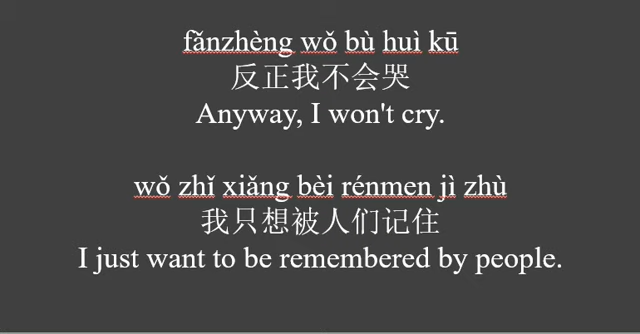 fǎnzhèng wǒ bù huì kū
反正我不会哭
Anyway, I won't cry.
wǒ zhǐ xiǎng bèi rénmen jì zhù
我只想被人们记住
I just want to be remembered by people.